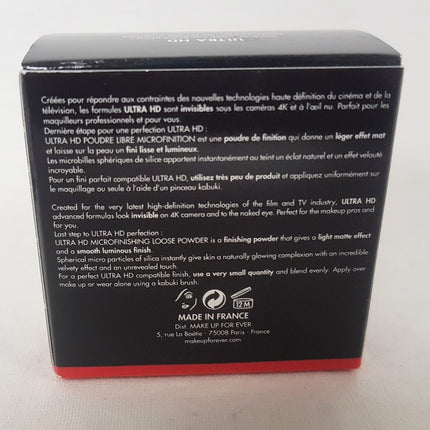 ULTRA HD
Créées pour répondre aux contraintes des nouvelles technologies haute définition du cinéma et de la
télévision, les formules ULTRA HD sont invisibles sous les caméras 4K et à l'œil nu. Parfait pour les
maquilleurs professionnels et pour vous.
Dernière étape pour une perfection ULTRA HD :
ULTRA HD POUDRE LIBRE MICROFINITION est une poudre de finition qui donne un léger effet mat
et laisse sur la peau un fini lisse et lumineux.
Les microbilles sphériques de silice apportent instantanément au teint un éclat naturel et un effet velouté
incroyable.
Pour un fini parfait compatible ULTRA HD, utilisez très peu de produit et appliquez uniformément sur
le maquillage ou seule à l'aide d'un pinceau kabuki.
Created for the very latest high-definition technologies of the film and TV industry, ULTRA HD
advanced formulas look invisible on 4K camera and to the naked eye. Perfect for the makeup pros and
for you.
Last step to ULTRA HD perfection :
ULTRA HD MICROFINISHING LOOSE POWDER is a finishing powder that gives a light matte effect
and a smooth luminous finish.
Spherical micro particles of silica instantly give skin a naturally glowing complexion with an incredible
velvety effect and an unrealed touch.
For a perfect ULTRA HD compatible finish, use a very small quantity and blend evenly. Apply over
make up or wear alone using a kabuki brush.
12 M
MADE IN FRANCE
Dist. MAKE UP FOR EVER
5, rue La Boétie - 75008 Paris - France
makeupforever.com